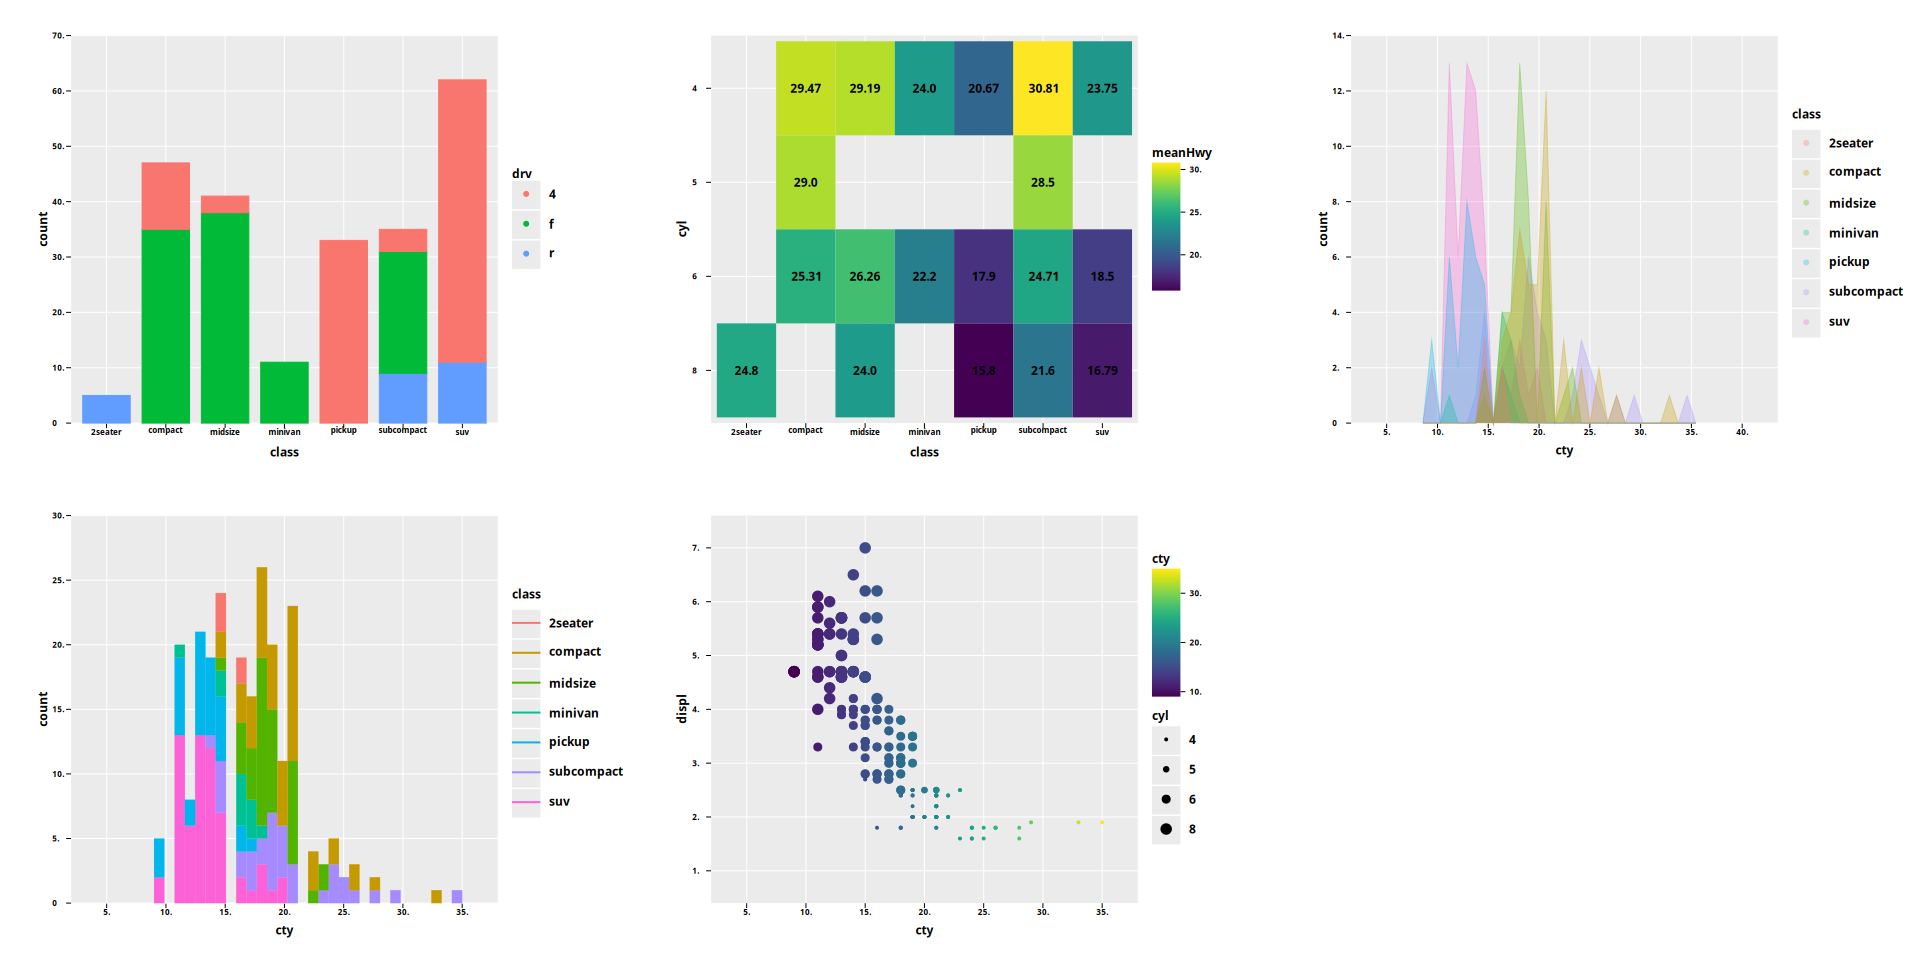 70.
60.
50.
40.
30.
20.
10.
0
count
2seater compact midsize minivan pickup subcompact suv
class
drv
4
f
r
4
5
6
8
cyl
29.47 29.19 24.0 20.67 30.81 23.75
29.0 28.5
25.31 26.26 22.2 17.9 24.71 18.5
24.8 24.0 15.8 21.6 16.79
2seater compact midsize minivan pickup subcompact suv
class
meanHwy
30.
25.
20.
14.
12.
10.
8.
6.
4.
2.
0
count
5. 10. 15. 20. 25. 30. 35. 40.
cty
class
2seater
compact
midsize
minivan
pickup
subcompact
suv
30.
25.
20.
15.
10.
5.
0
count
5. 10. 15. 20. 25. 30. 35.
cty
class
2seater
compact
midsize
minivan
pickup
subcompact
suv
7.
6.
5.
4.
3.
2.
1.
displ
5. 10. 15. 20. 25. 30. 35.
cty
cty
30.
20.
10.
cyl
4
5
6
8